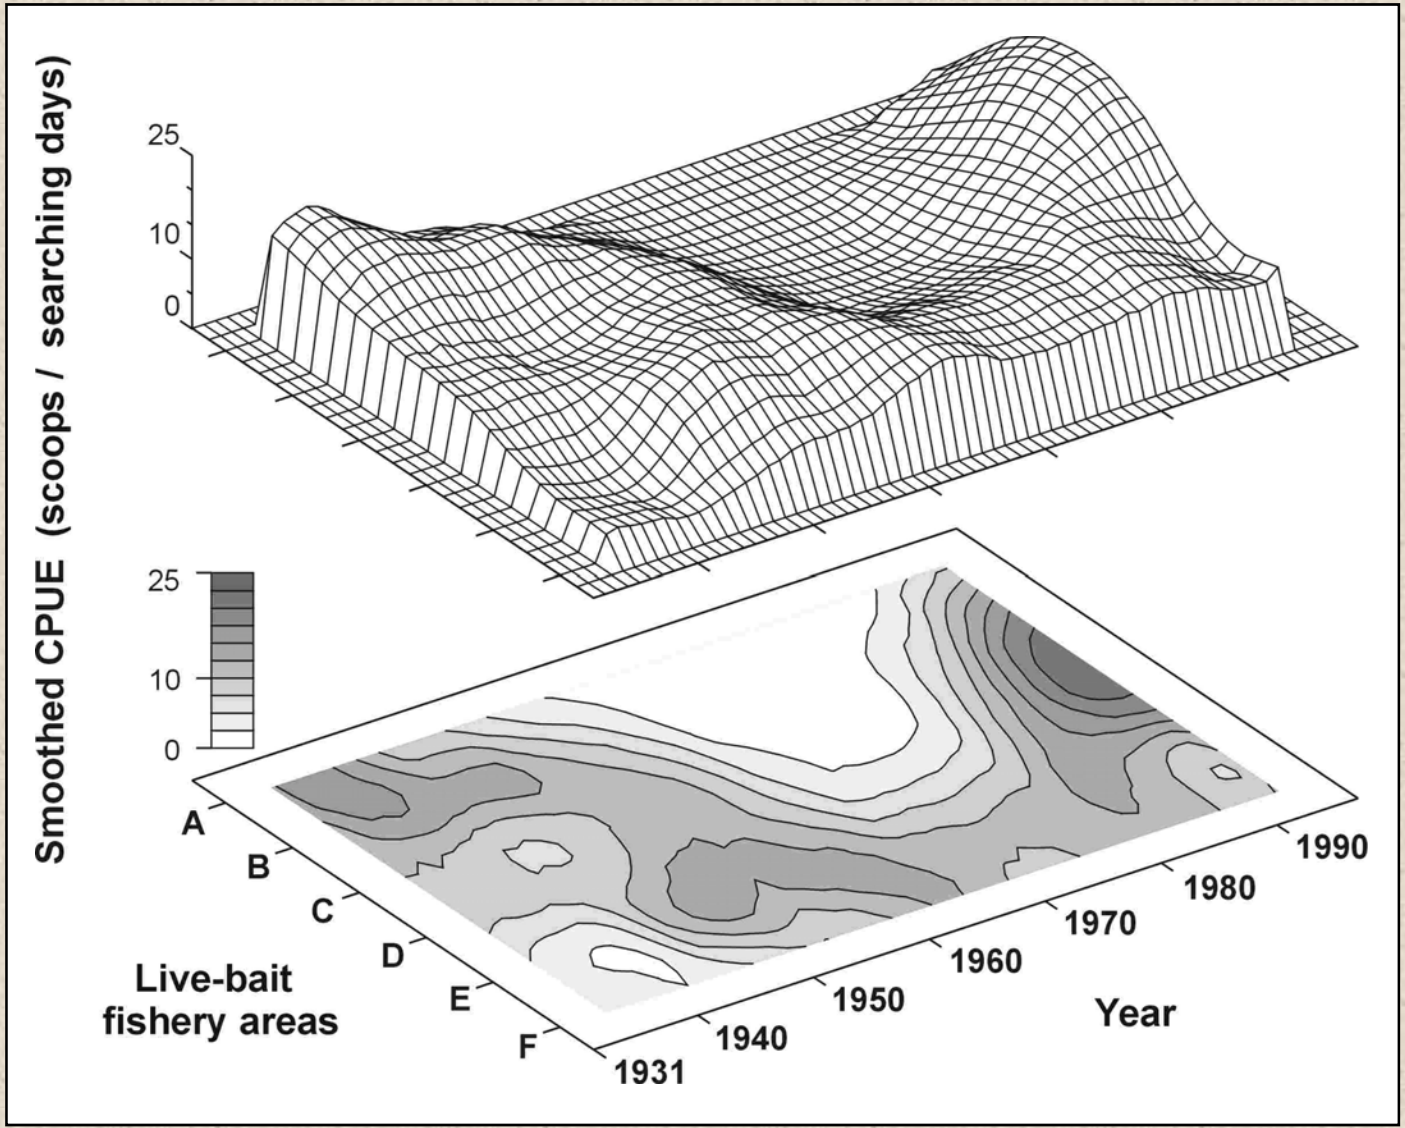 Smoothed CPUE (scoops / searching days)
25
10
0
25
10
0
A
B
C
D
E
F
Live-bait
fishery areas
1931
1940
1950
1960
1970
1980
1990
Year